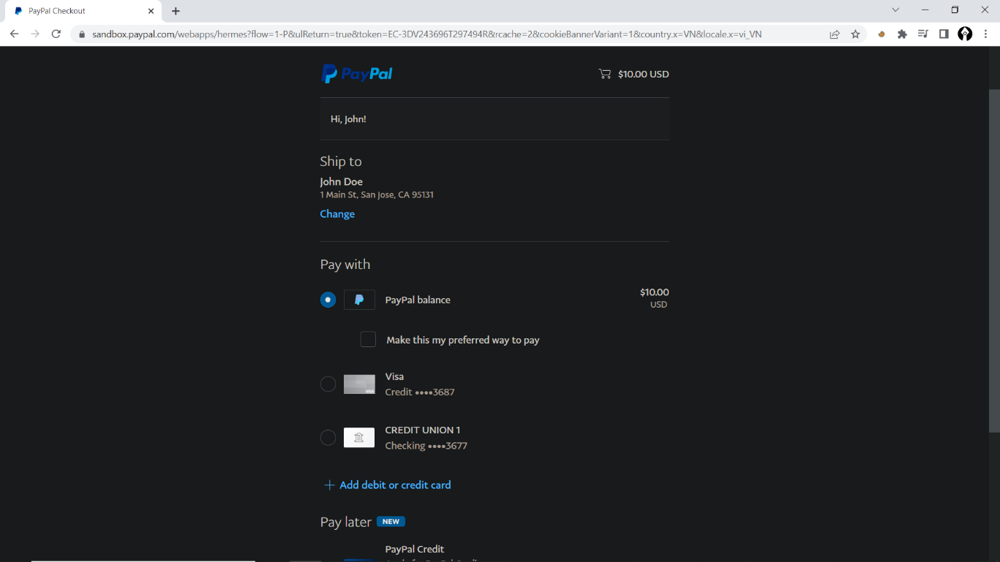 PayPal Checkout
sandbox.paypal.com/webapps/hermes?flow=1-P&ulReturn=true&token=EC-3DV243696T297494R&rcache=2&cookieBannerVariant=1&country.x=VN&locale.x=vi_VN
PayPal
$10.00 USD
Hi, John!
Ship to
John Doe
1 Main St, San Jose, CA 95131
Change
Pay with
PayPal balance
$10.00
USD
Make this my preferred way to pay
Visa
VISA
Credit ••••3687
CREDIT UNION 1
Checking ••••3677
Add debit or credit card
Pay later NEW
PayPal Credit